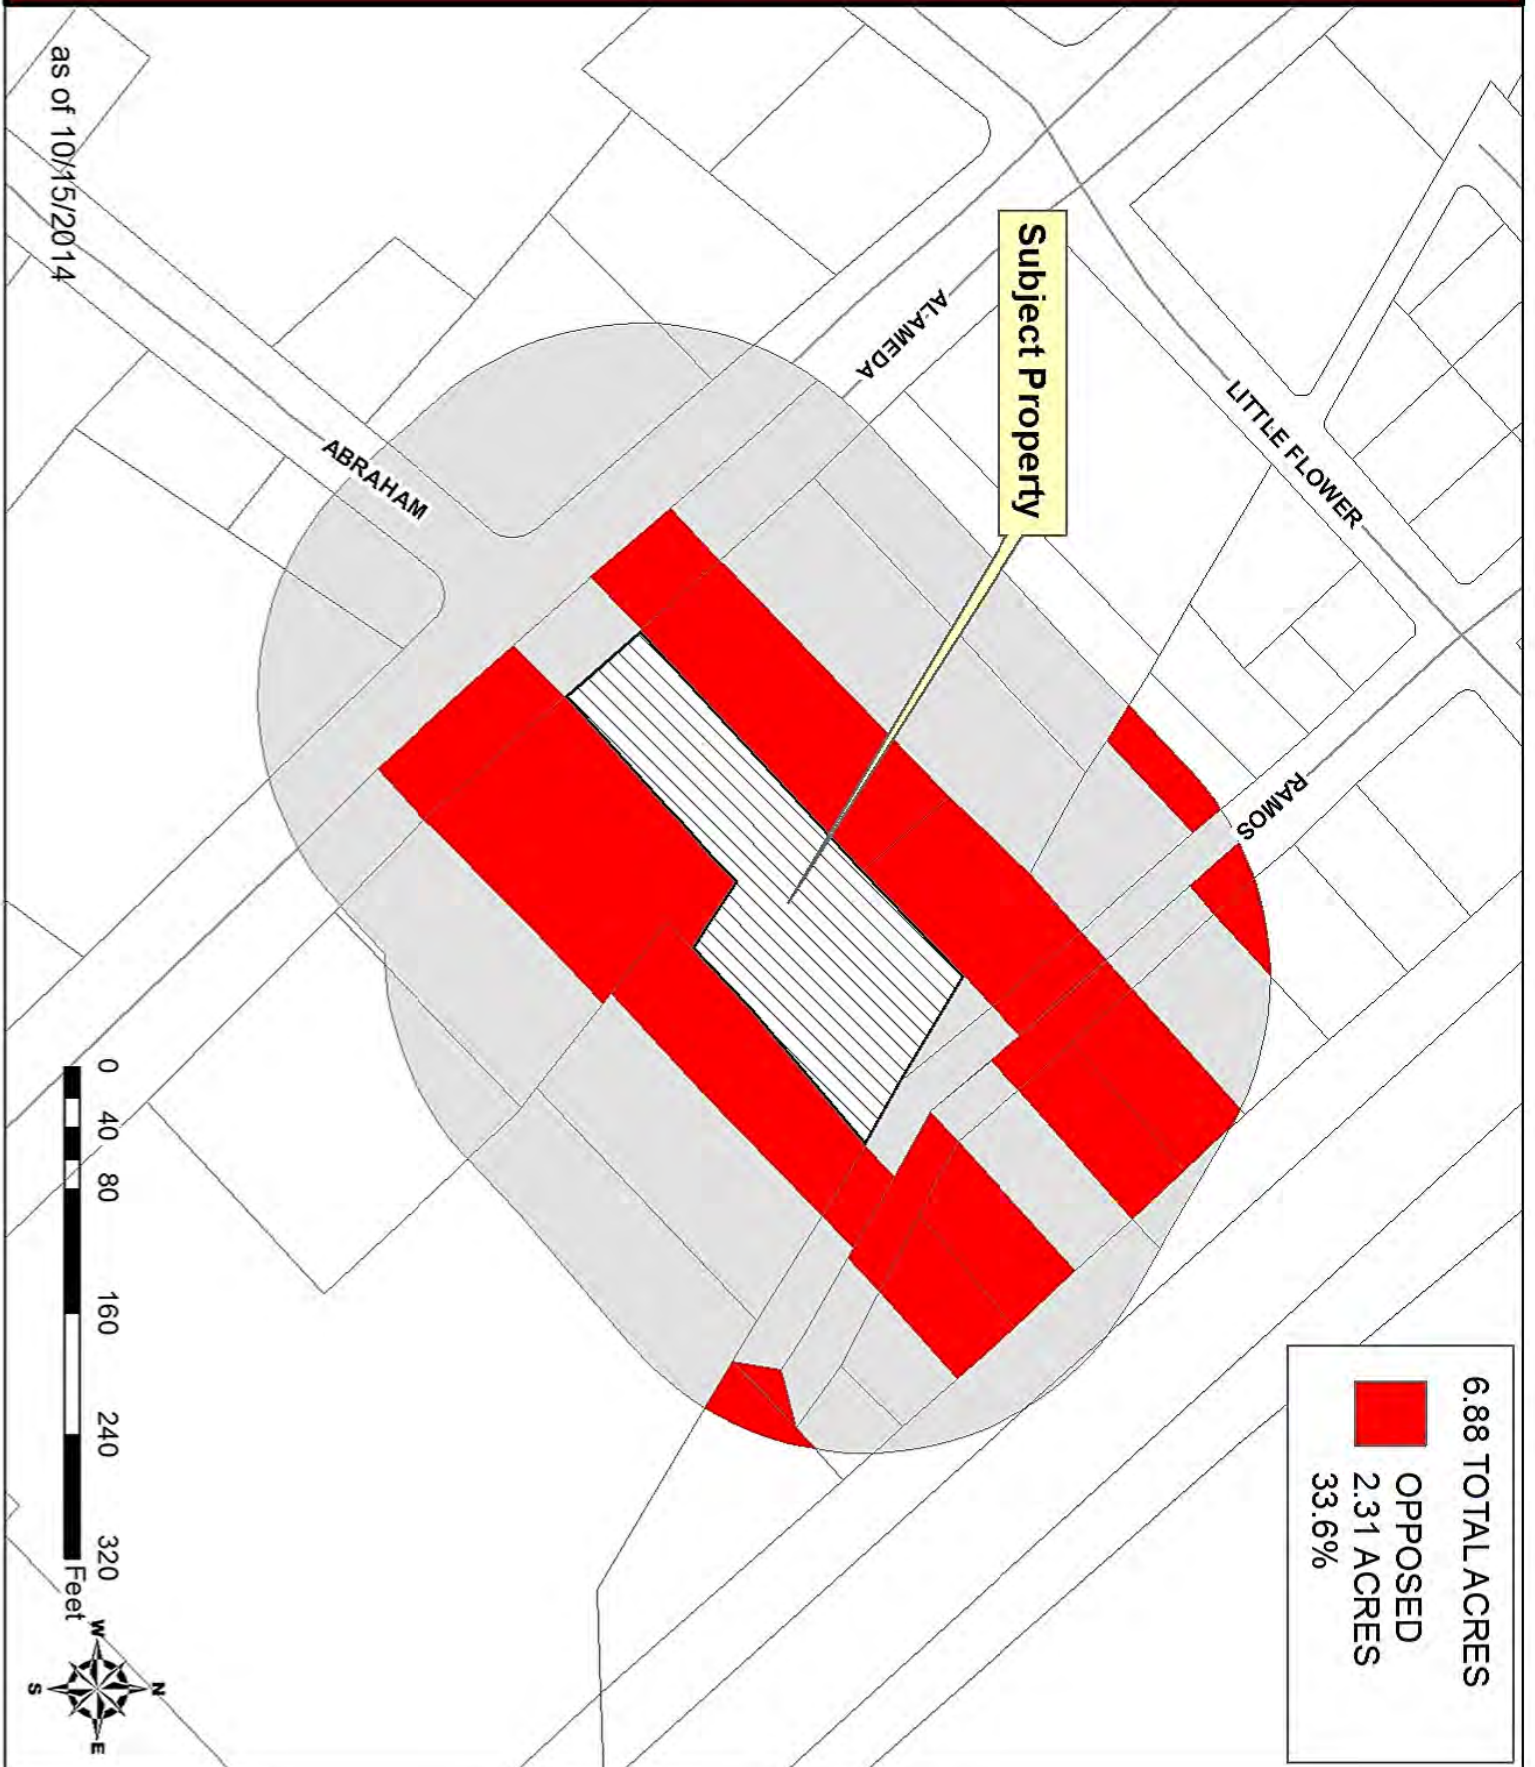 6.88 TOTAL ACRES
OPPOSED
2.31 ACRES
33.6%
LITTLE FLOWER
RAMOS
Subject Property
ALAMEDA
ABRAHAM
0 40 80 160 240 320
Feet
N
W
E
S
as of 10/15/2014